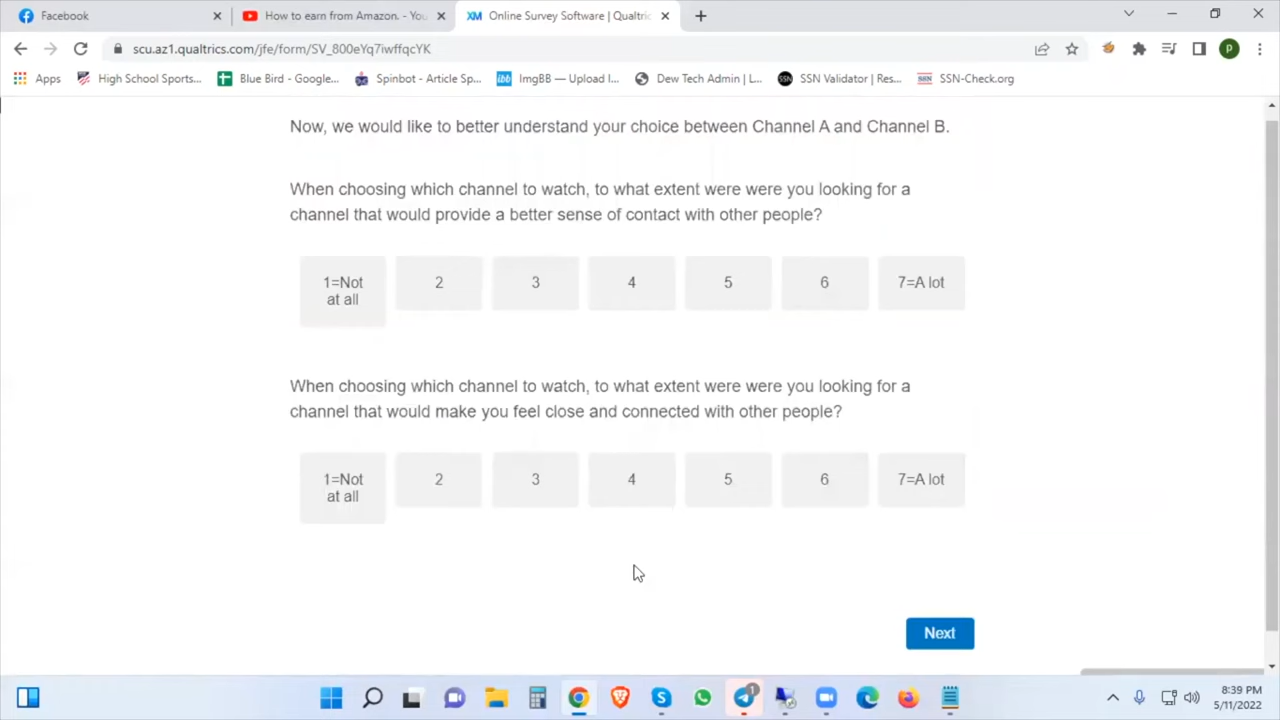 Facebook
How to earn from Amazon. - You
XM Online Survey Software | Qualtric
scu.az1.qualtrics.com/jfe/form/SV_800eYq7iwffqcYK
P
Apps
High School Sports...
Blue Bird - Google...
Spinbot - Article Sp...
ibb ImgBB — Upload I...
Dew Tech Admin | L...
SSN SSN Validator | Res...
SSN SSN-Check.org
Now, we would like to better understand your choice between Channel A and Channel B.
When choosing which channel to watch, to what extent were were you looking for a
channel that would provide a better sense of contact with other people?
1=Not
at all
2
3
4
5
6
7=A lot
When choosing which channel to watch, to what extent were were you looking for a
channel that would make you feel close and connected with other people?
1=Not
at all
2
3
4
5
6
7=A lot
Next
1
8:39 PM
5/11/2022